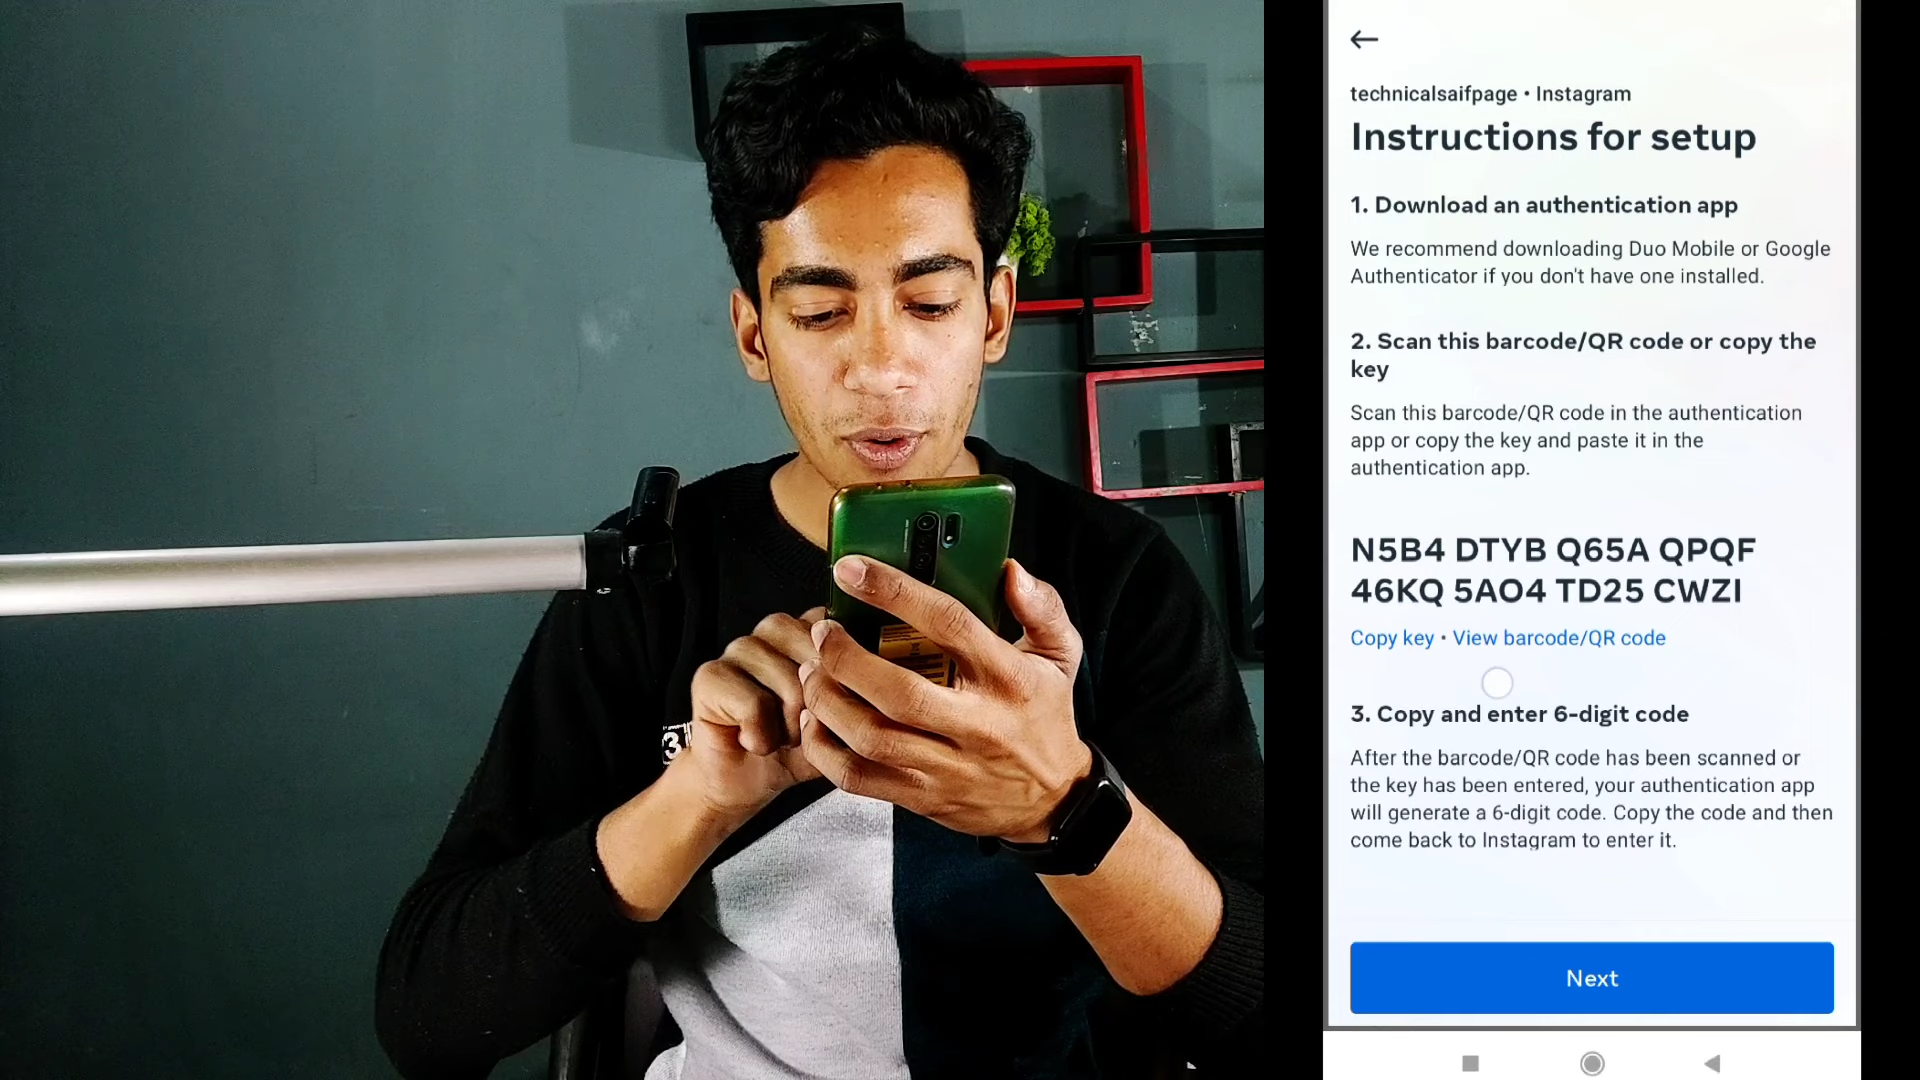 technicalsaifpage • Instagram
Instructions for setup
1. Download an authentication app
We recommend downloading Duo Mobile or Google
Authenticator if you don't have one installed.
2. Scan this barcode/QR code or copy the
key
Scan this barcode/QR code in the authentication
app or copy the key and paste it in the
authentication app.
N5B4 DTYB Q65A QPQF
46KQ 5AO4 TD25 CWZI
Copy key • View barcode/QR code
3. Copy and enter 6-digit code
After the barcode/QR code has been scanned or
the key has been entered, your authentication app
will generate a 6-digit code. Copy the code and then
come back to Instagram to enter it.
Next